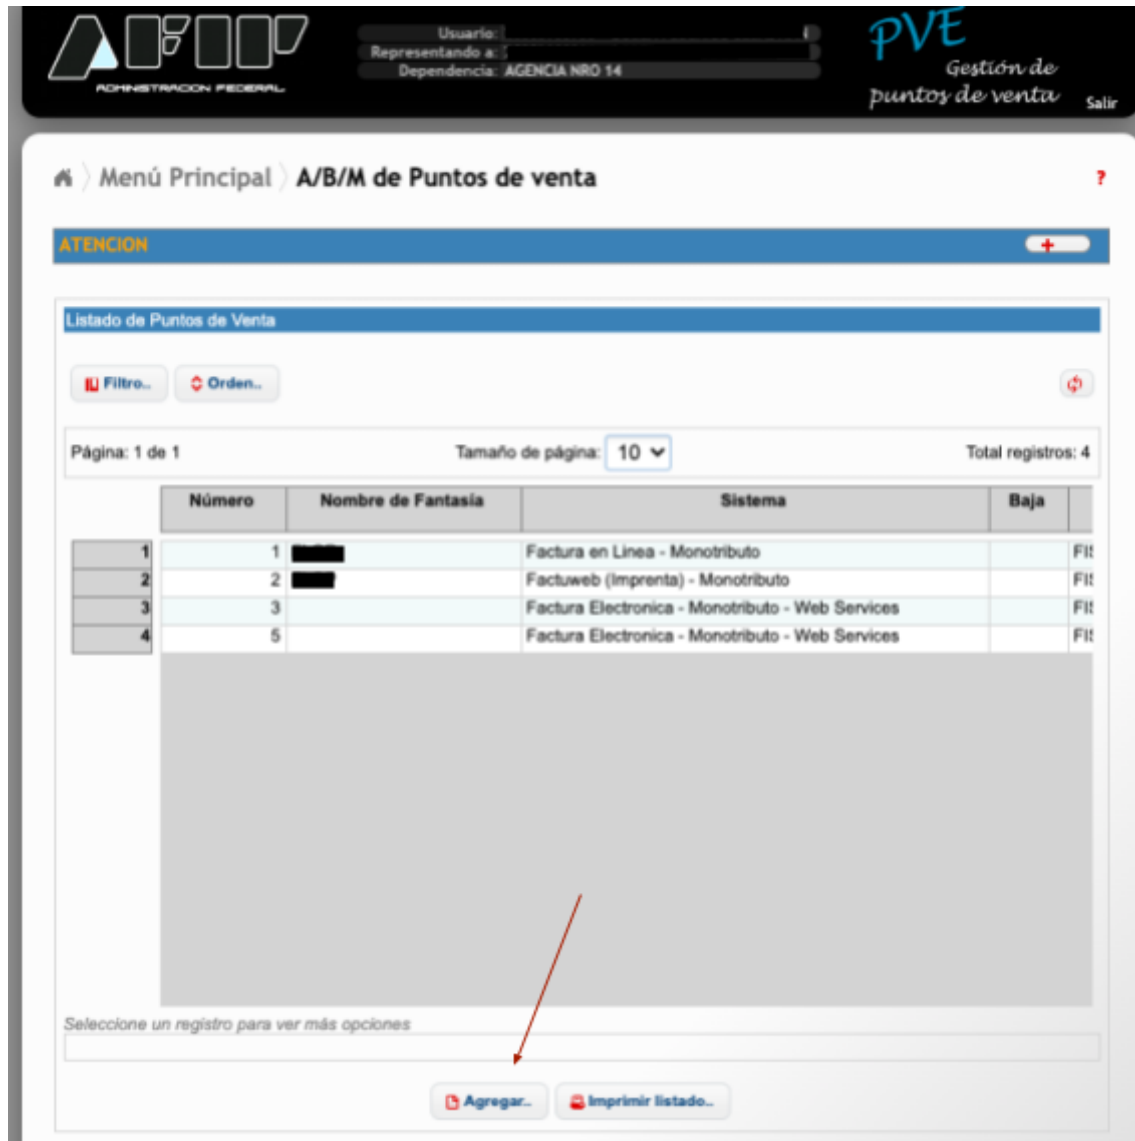 AFIP
ADMINISTRACION FEDERAL
Usuario:
Representando a:
Dependencia: AGENCIA NRO 14
PVE
Gestión de
puntos de venta
Salir
Menú Principal A/B/M de Puntos de venta
?
ATENCION
+
Listado de Puntos de Venta
Filtro..
Orden..
Página: 1 de 1
Tamaño de página: 10
Total registros: 4
Número Nombre de Fantasía Sistema Baja
1 1 Factura en Linea - Monotributo
2 2 Factuweb (Imprenta) - Monotributo
3 3 Factura Electronica - Monotributo - Web Services
4 5 Factura Electronica - Monotributo - Web Services
Seleccione un registro para ver más opciones
Agregar..
Imprimir listado..